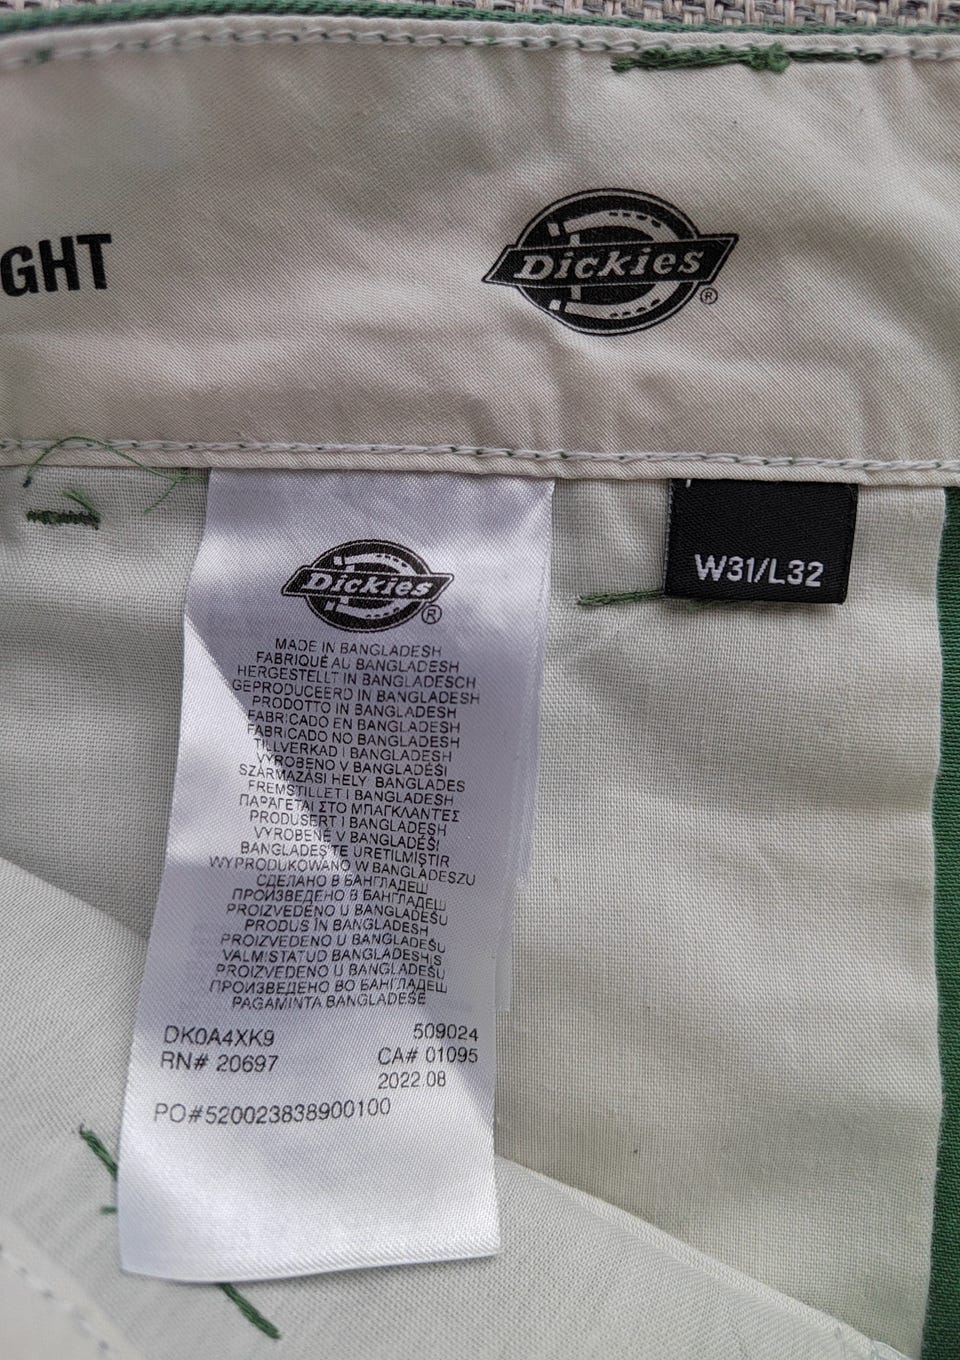 GHT
Dickies®
W31/L32
Dickies®
MADE IN BANGLADESH
FABRIQUÉ AU BANGLADESH
HERGESTELLT IN BANGLADESCH
GEPRODUCEERD IN BANGLADESH
PRODOTTO IN BANGLADESH
FABRICADO EN BANGLADESH
FABRICADO NO BANGLADESH
TILLVERKAD I BANGLADESH
VYROBENO V BANGLADÉŠI
SZÁRMAZÁSI HELY: BANGLADES
FREMSTILLET I BANGLADESH
ΠΑΡΑΓΕΤΑΙ ΣΤΟ ΜΠΑΓΚΛΑΝΤΕΣ
PRODUSERT I BANGLADESH
VYROBENÉ V BANGLADÉŠI
BANGLADEŞ'TE ÜRETİLMİŞTİR
WYPRODUKOWANO W BANGLADESZU
СДЕЛАНО В БАНГЛАДЕШ
ПРОИЗВЕДЕНО В БАНГЛАДЕШ
PROIZVEDENO U BANGLADEŠU
PRODUS ÎN BANGLADESH
PROIZVEDENO U BANGLADEŠU
VALMISTATUD BANGLADESHIS
PROIZVEDENO U BANGLADEŠU
ПРОИЗВЕДЕНО ВО БАНГЛАДЕШ
PAGAMINTA BANGLADEŠE
DK0A4XK9 509024
RN# 20697 CA# 01095
2022.08
PO#520023838900100